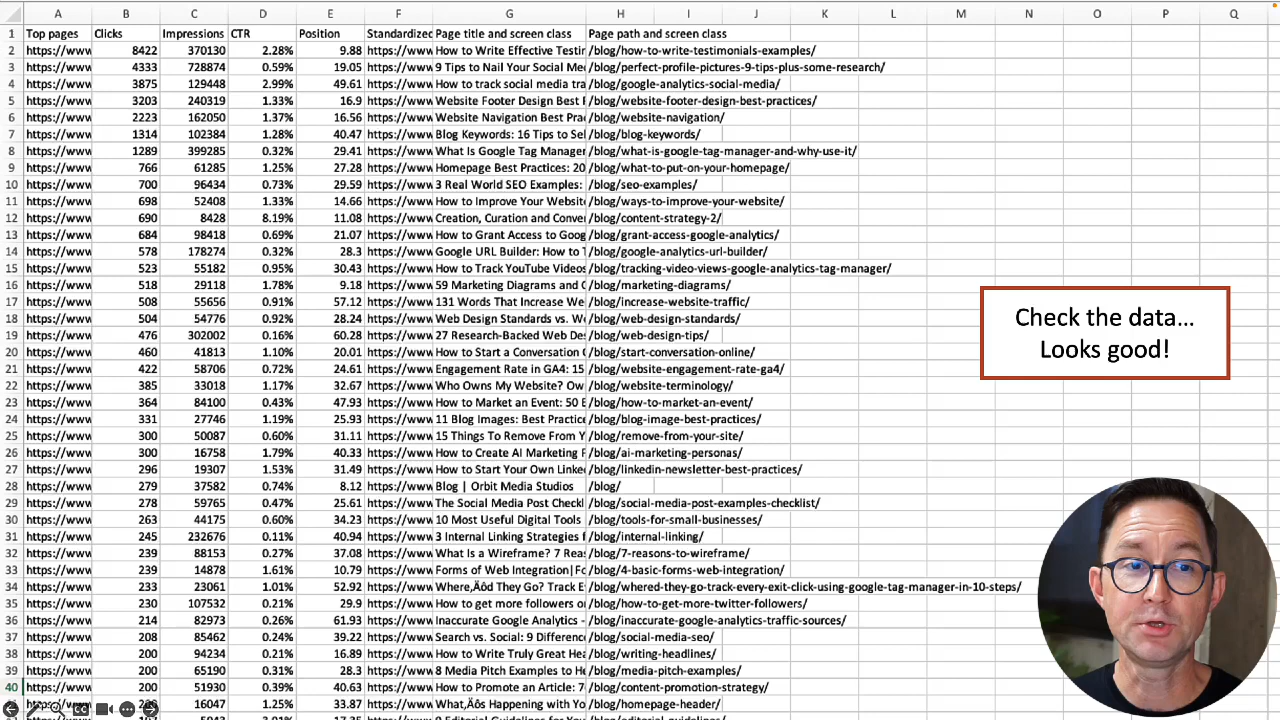 A B C D E F G H I J K L M N O P Q
1 Top pages Clicks Impressions CTR Position Standardized Page title and screen class Page path and screen class
2 https://www 8422 370130 2.28% 9.88 https://www How to Write Effective Testir /blog/how-to-write-testimonials-examples/
3 https://www 4333 728874 0.59% 19.05 https://www 9 Tips to Nail Your Social Me /blog/perfect-profile-pictures-9-tips-plus-some-research/
4 https://www 3875 129448 2.99% 49.61 https://www How to track social media tra /blog/google-analytics-social-media/
5 https://www 3203 240319 1.33% 16.9 https://www Website Footer Design Best F /blog/website-footer-design-best-practices/
6 https://www 2223 162050 1.37% 16.56 https://www Website Navigation Best Prac /blog/website-navigation/
7 https://www 1314 102384 1.28% 40.47 https://www Blog Keywords: 16 Tips to Sel /blog/blog-keywords/
8 https://www 1289 399285 0.32% 29.41 https://www What Is Google Tag Manager /blog/what-is-google-tag-manager-and-why-use-it/
9 https://www 766 61285 1.25% 27.28 https://www Homepage Best Practices: 20 /blog/what-to-put-on-your-homepage/
10 https://www 700 96434 0.73% 29.59 https://www 3 Real World SEO Examples: /blog/seo-examples/
11 https://www 698 52408 1.33% 14.66 https://www How to Improve Your Website /blog/ways-to-improve-your-website/
12 https://www 690 8428 8.19% 11.08 https://www Creation, Curation and Conver /blog/content-strategy-2/
13 https://www 684 98418 0.69% 21.07 https://www How to Grant Access to Goog /blog/grant-access-google-analytics/
14 https://www 578 178274 0.32% 28.3 https://www Google URL Builder: How to T /blog/google-analytics-url-builder/
15 https://www 523 55182 0.95% 30.43 https://www How to Track YouTube Videos /blog/tracking-video-views-google-analytics-tag-manager/
16 https://www 518 29118 1.78% 9.18 https://www 59 Marketing Diagrams and C /blog/marketing-diagrams/
17 https://www 508 55656 0.91% 57.12 https://www 131 Words That Increase We /blog/increase-website-traffic/
18 https://www 504 54776 0.92% 28.24 https://www Web Design Standards vs. W /blog/web-design-standards/
19 https://www 476 302002 0.16% 60.28 https://www 27 Research-Backed Web Des /blog/web-design-tips/
20 https://www 460 41813 1.10% 20.01 https://www How to Start a Conversation C /blog/start-conversation-online/
21 https://www 422 58706 0.72% 24.61 https://www Engagement Rate in GA4: 15 /blog/website-engagement-rate-ga4/
22 https://www 385 33018 1.17% 32.67 https://www Who Owns My Website? Ow /blog/website-terminology/
23 https://www 364 84100 0.43% 47.93 https://www How to Market an Event: 50 E /blog/how-to-market-an-event/
24 https://www 331 27746 1.19% 25.93 https://www 11 Blog Images: Best Practice /blog/blog-image-best-practices/
25 https://www 300 50087 0.60% 31.11 https://www 15 Things To Remove From Y /blog/remove-from-your-site/
26 https://www 300 16758 1.79% 40.33 https://www How to Create AI Marketing F /blog/ai-marketing-personas/
27 https://www 296 19307 1.53% 31.49 https://www How to Start Your Own Linke /blog/linkedin-newsletter-best-practices/
28 https://www 279 37582 0.74% 8.12 https://www Blog | Orbit Media Studios /blog/
29 https://www 278 59765 0.47% 25.61 https://www The Social Media Post Checkl /blog/social-media-post-examples-checklist/
30 https://www 263 44175 0.60% 34.23 https://www 10 Most Useful Digital Tools /blog/tools-for-small-businesses/
31 https://www 245 232676 0.11% 40.94 https://www 3 Internal Linking Strategies f /blog/internal-linking/
32 https://www 239 88153 0.27% 37.08 https://www What Is a Wireframe? 7 Reas /blog/7-reasons-to-wireframe/
33 https://www 239 14878 1.61% 10.79 https://www Forms of Web Integration|Fo /blog/4-basic-forms-web-integration/
34 https://www 233 23061 1.01% 52.92 https://www Where‚Äôd They Go? Track E /blog/whered-they-go-track-every-exit-click-using-google-tag-manager-in-10-steps/
35 https://www 230 107532 0.21% 29.9 https://www How to get more followers o /blog/how-to-get-more-twitter-followers/
36 https://www 214 82973 0.26% 61.93 https://www Inaccurate Google Analytics - /blog/inaccurate-google-analytics-traffic-sources/
37 https://www 208 85462 0.24% 39.22 https://www Search vs. Social: 9 Difference /blog/social-media-seo/
38 https://www 200 94234 0.21% 16.89 https://www How to Write Truly Great Hea /blog/writing-headlines/
39 https://www 200 65190 0.31% 28.3 https://www 8 Media Pitch Examples to He /blog/media-pitch-examples/
40 https://www 200 51930 0.39% 40.63 https://www How to Promote an Article: 7 /blog/content-promotion-strategy/
16047 1.25% 33.87 https://www What‚Äôs Happening with Yo /blog/homepage-header/
Check the data…
Looks good!